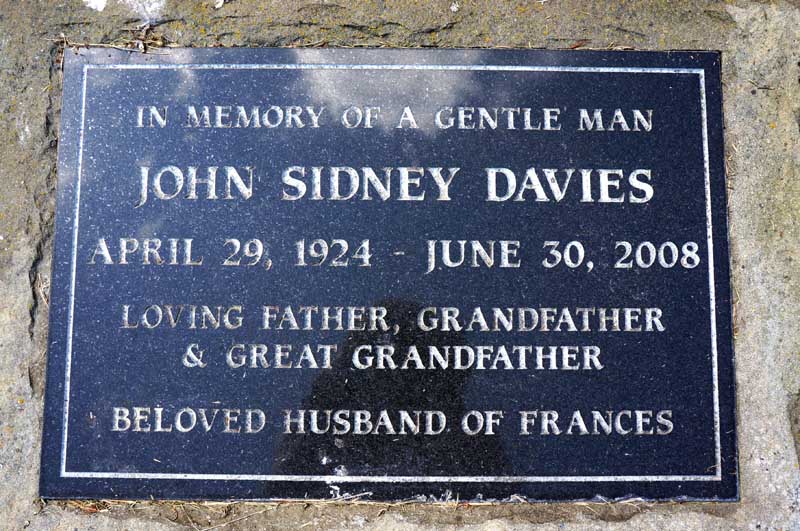 IN MEMORY OF A GENTLE MAN
JOHN SIDNEY DAVIES
APRIL 29, 1924 - JUNE 30, 2008
LOVING FATHER, GRANDFATHER
& GREAT GRANDFATHER
BELOVED HUSBAND OF FRANCES